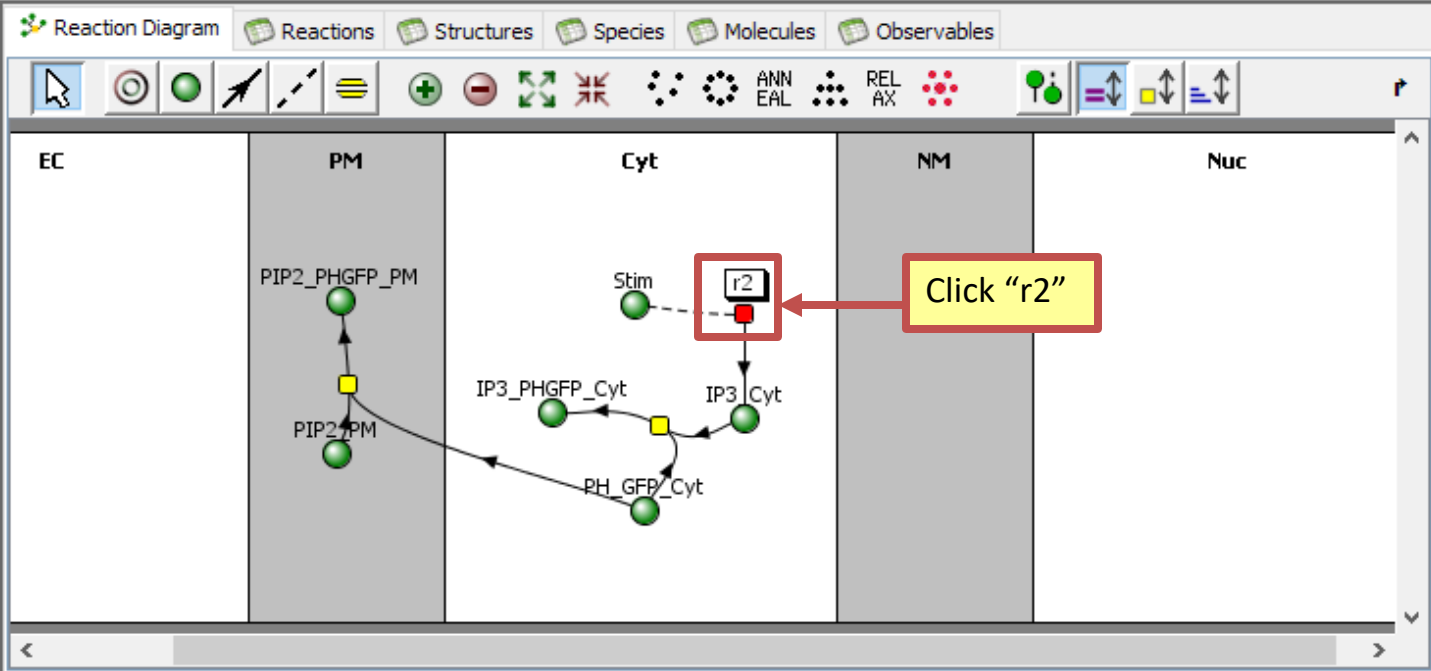 Reaction Diagram Reactions Structures Species Molecules Observables
ANN
EAL
REL
AX
EC PM Cyt NM Nuc
PIP2_PHGFP_PM
Stim
r2
Click “r2”
IP3_PHGFP_Cyt
IP3_Cyt
PIP2_PM
PH_GFP_Cyt